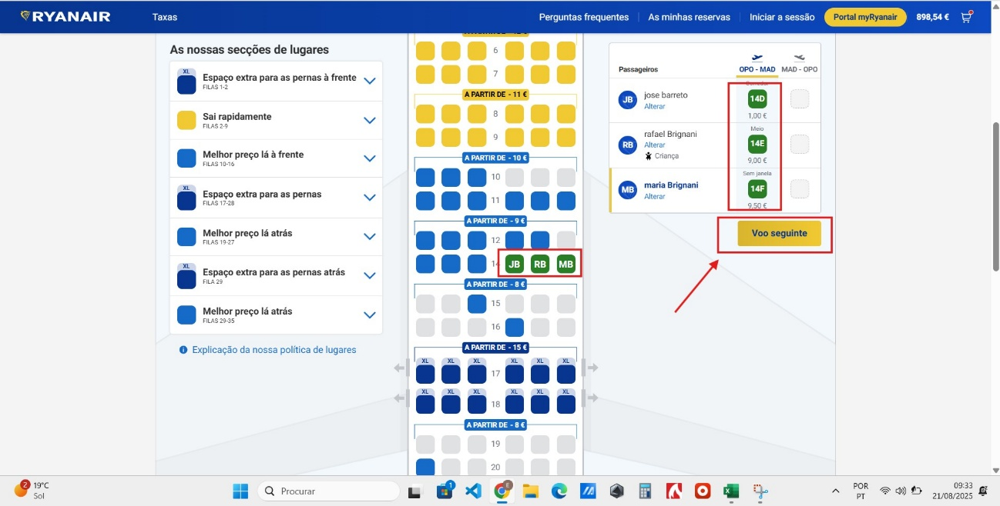 RYANAIR
Taxas
Perguntas frequentes
As minhas reservas
Iniciar a sessão
Portal myRyanair
898,54 €
As nossas secções de lugares
XL
Espaço extra para as pernas à frente
FILAS 1-2
Sai rapidamente
FILAS 2-9
Melhor preço lá à frente
FILAS 10-16
XL
Espaço extra para as pernas
FILAS 17-28
Melhor preço lá atrás
FILAS 19-27
XL
Espaço extra para as pernas atrás
FILA 29
Melhor preço lá atrás
FILAS 29-35
Explicação da nossa política de lugares
6
7
A PARTIR DE - 11 €
8
9
A PARTIR DE - 10 €
10
11
A PARTIR DE - 9 €
12
14 JB RB MB
A PARTIR DE - 8 €
15
16
A PARTIR DE - 15 €
XL XL XL XL XL XL
17
XL XL XL XL XL XL
18
A PARTIR DE - 8 €
19
20
Passageiros
OPO - MAD
MAD - OPO
JB
jose barreto
Alterar
14D
1,00 €
RB
rafael Brignani
Alterar
Criança
Meio
14E
9,00 €
MB
maria Brignani
Alterar
Sem janela
14F
9,50 €
Voo seguinte
2
19°C
Sol
Procurar
1
E
POR
PT
09:33
21/08/2025